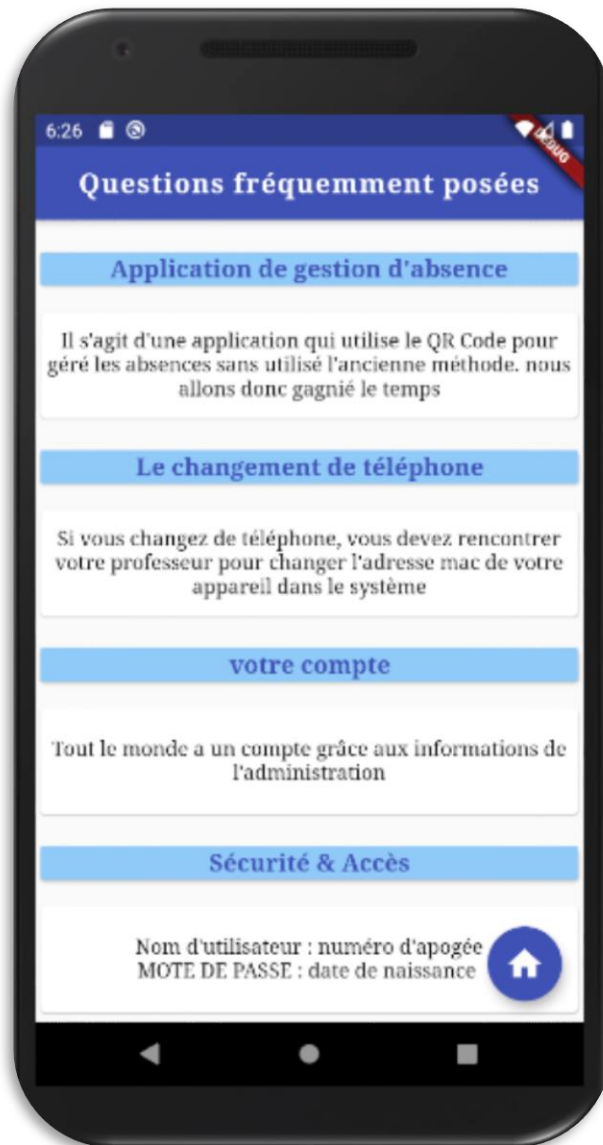 6:26
DEBUG
Questions fréquemment posées
Application de gestion d'absence
Il s'agit d'une application qui utilise le QR Code pour
géré les absences sans utilisé l'ancienne méthode. nous
allons donc gagnié le temps
Le changement de téléphone
Si vous changez de téléphone, vous devez rencontrer
votre professeur pour changer l'adresse mac de votre
appareil dans le système
votre compte
Tout le monde a un compte grâce aux informations de
l'administration
Sécurité & Accès
Nom d'utilisateur : numéro d'apogée
MOTE DE PASSE : date de naissance